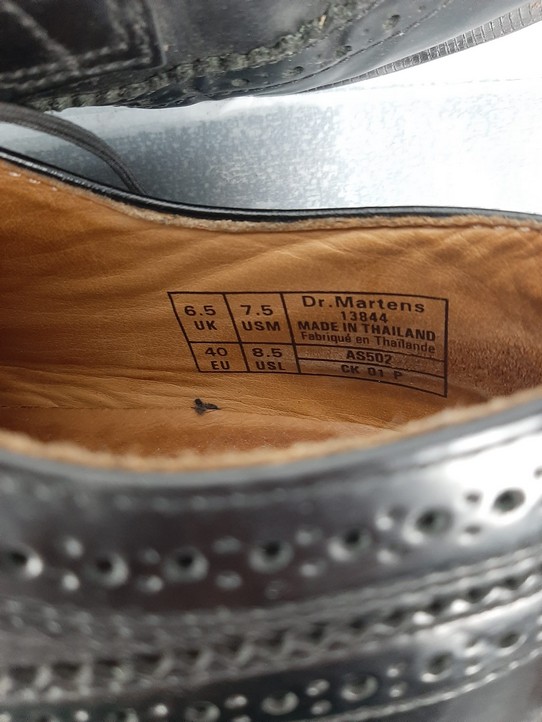 6.5 UK
7.5 USM
40 EU
8.5 USL
Dr.Martens
13844
MADE IN THAILAND
Fabriqué en Thaïlande
AS502
CK 01 P